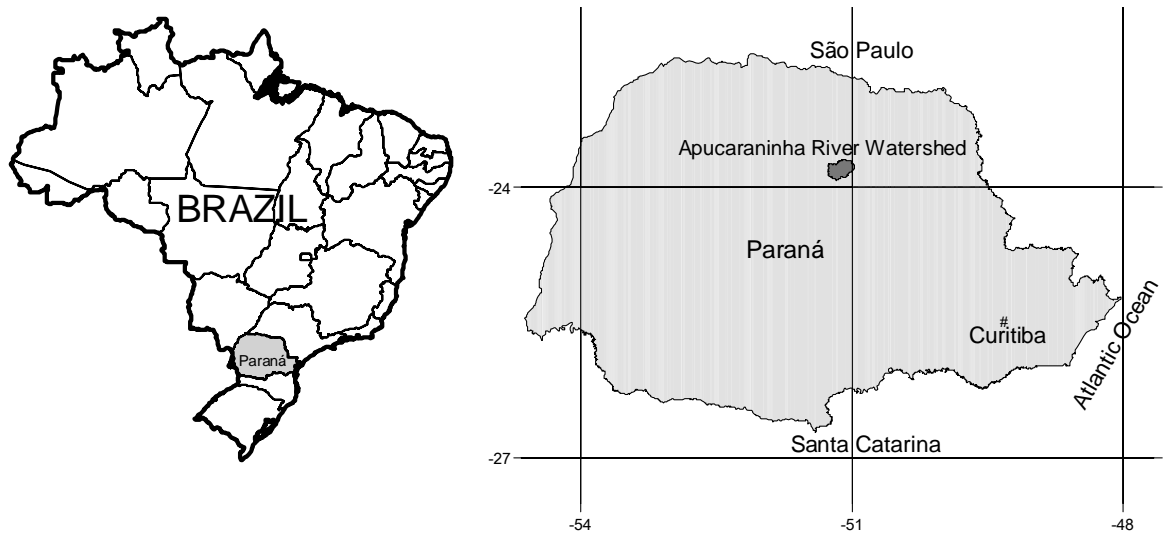 BRAZIL
Paraná
São Paulo
Apucaraninha River Watershed
-24
Paraná
#
Curitiba
Atlantic Ocean
Santa Catarina
-27
-54
-51
-48